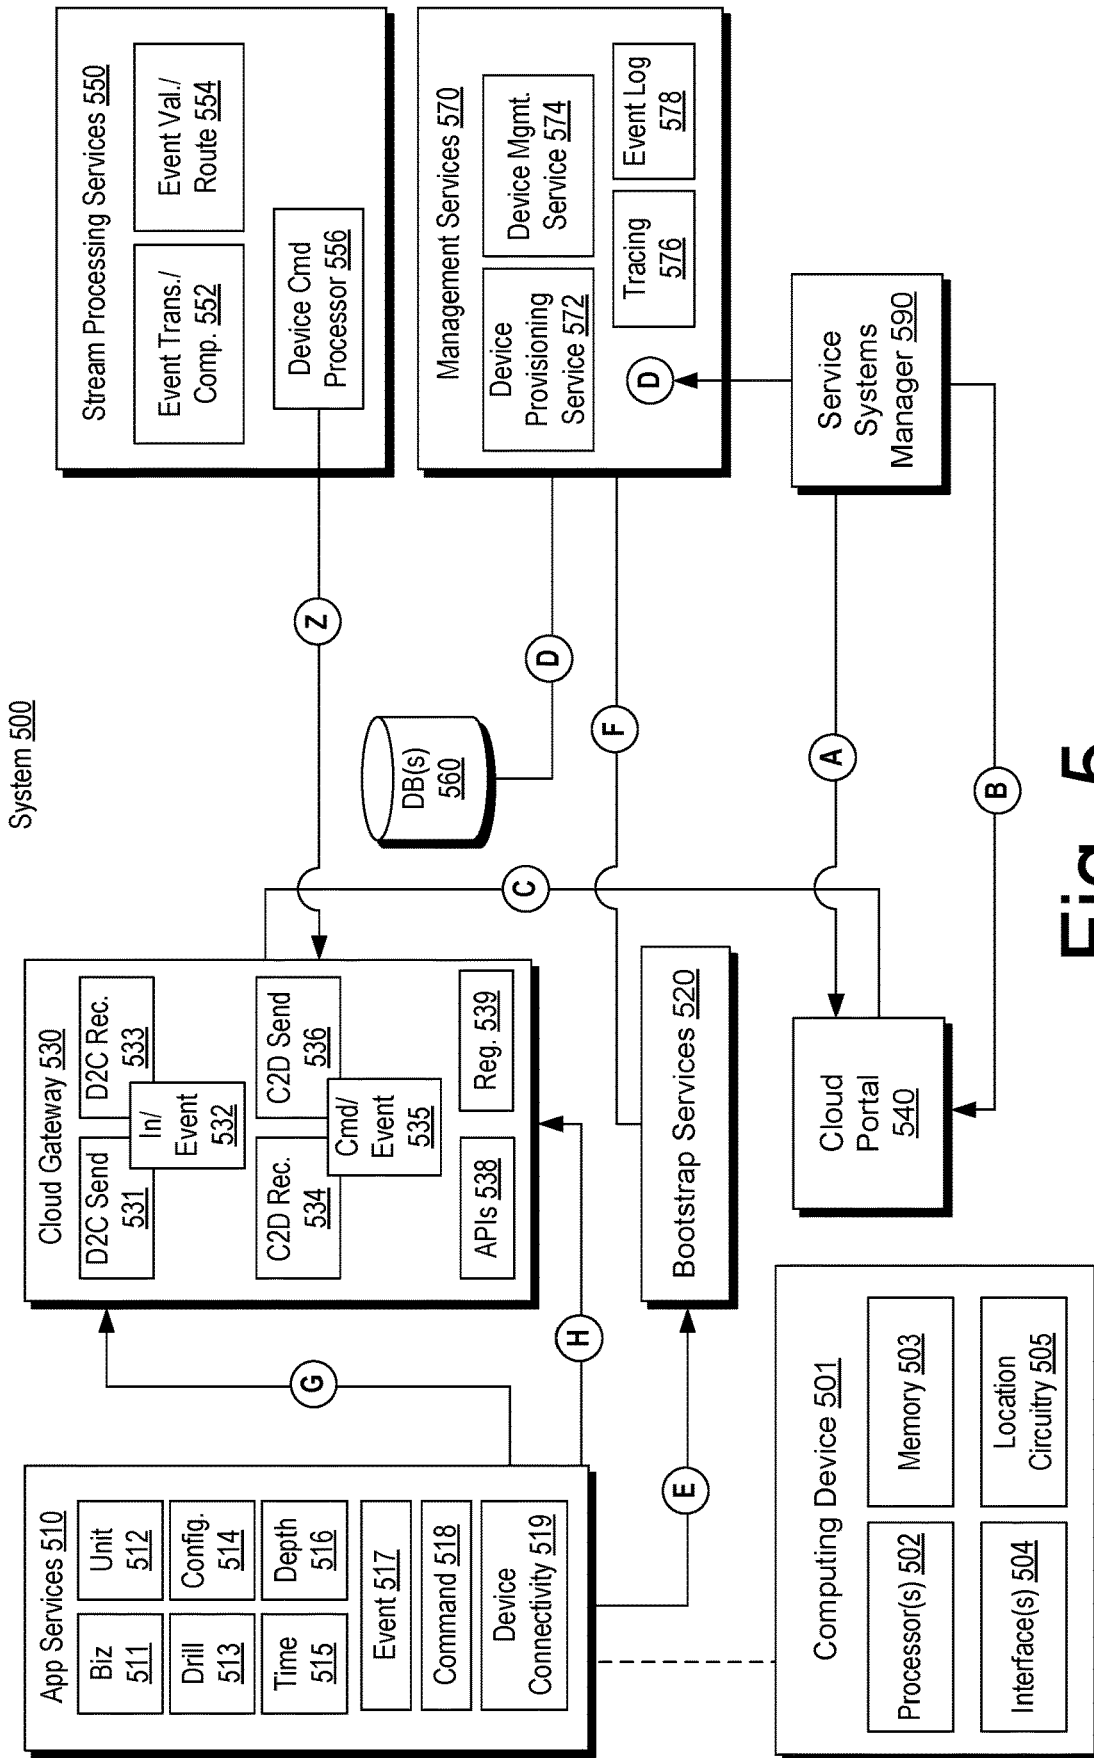 System 500
App Services 510
Biz
511
Unit
512
Drill
513
Config.
514
Time
515
Depth
516
Event 517
Command 518
Device
Connectivity 519
G
H
E
Cloud Gateway 530
D2C Send
531
D2C Rec.
533
In/
Event
532
C2D Rec.
534
C2D Send
536
Cmd/
Event
535
APIs 538
Reg. 539
Bootstrap Services 520
Z
C
DB(s)
560
D
F
Stream Processing Services 550
Event Trans./
Comp. 552
Event Val./
Route 554
Device Cmd
Processor 556
Management Services 570
Device
Provisioning
Service 572
Device Mgmt.
Service 574
D
Tracing
576
Event Log
578
Computing Device 501
Processor(s) 502
Memory 503
Interface(s) 504
Location
Circuitry 505
Cloud
Portal
540
A
B
Service
Systems
Manager 590
Fig. 5